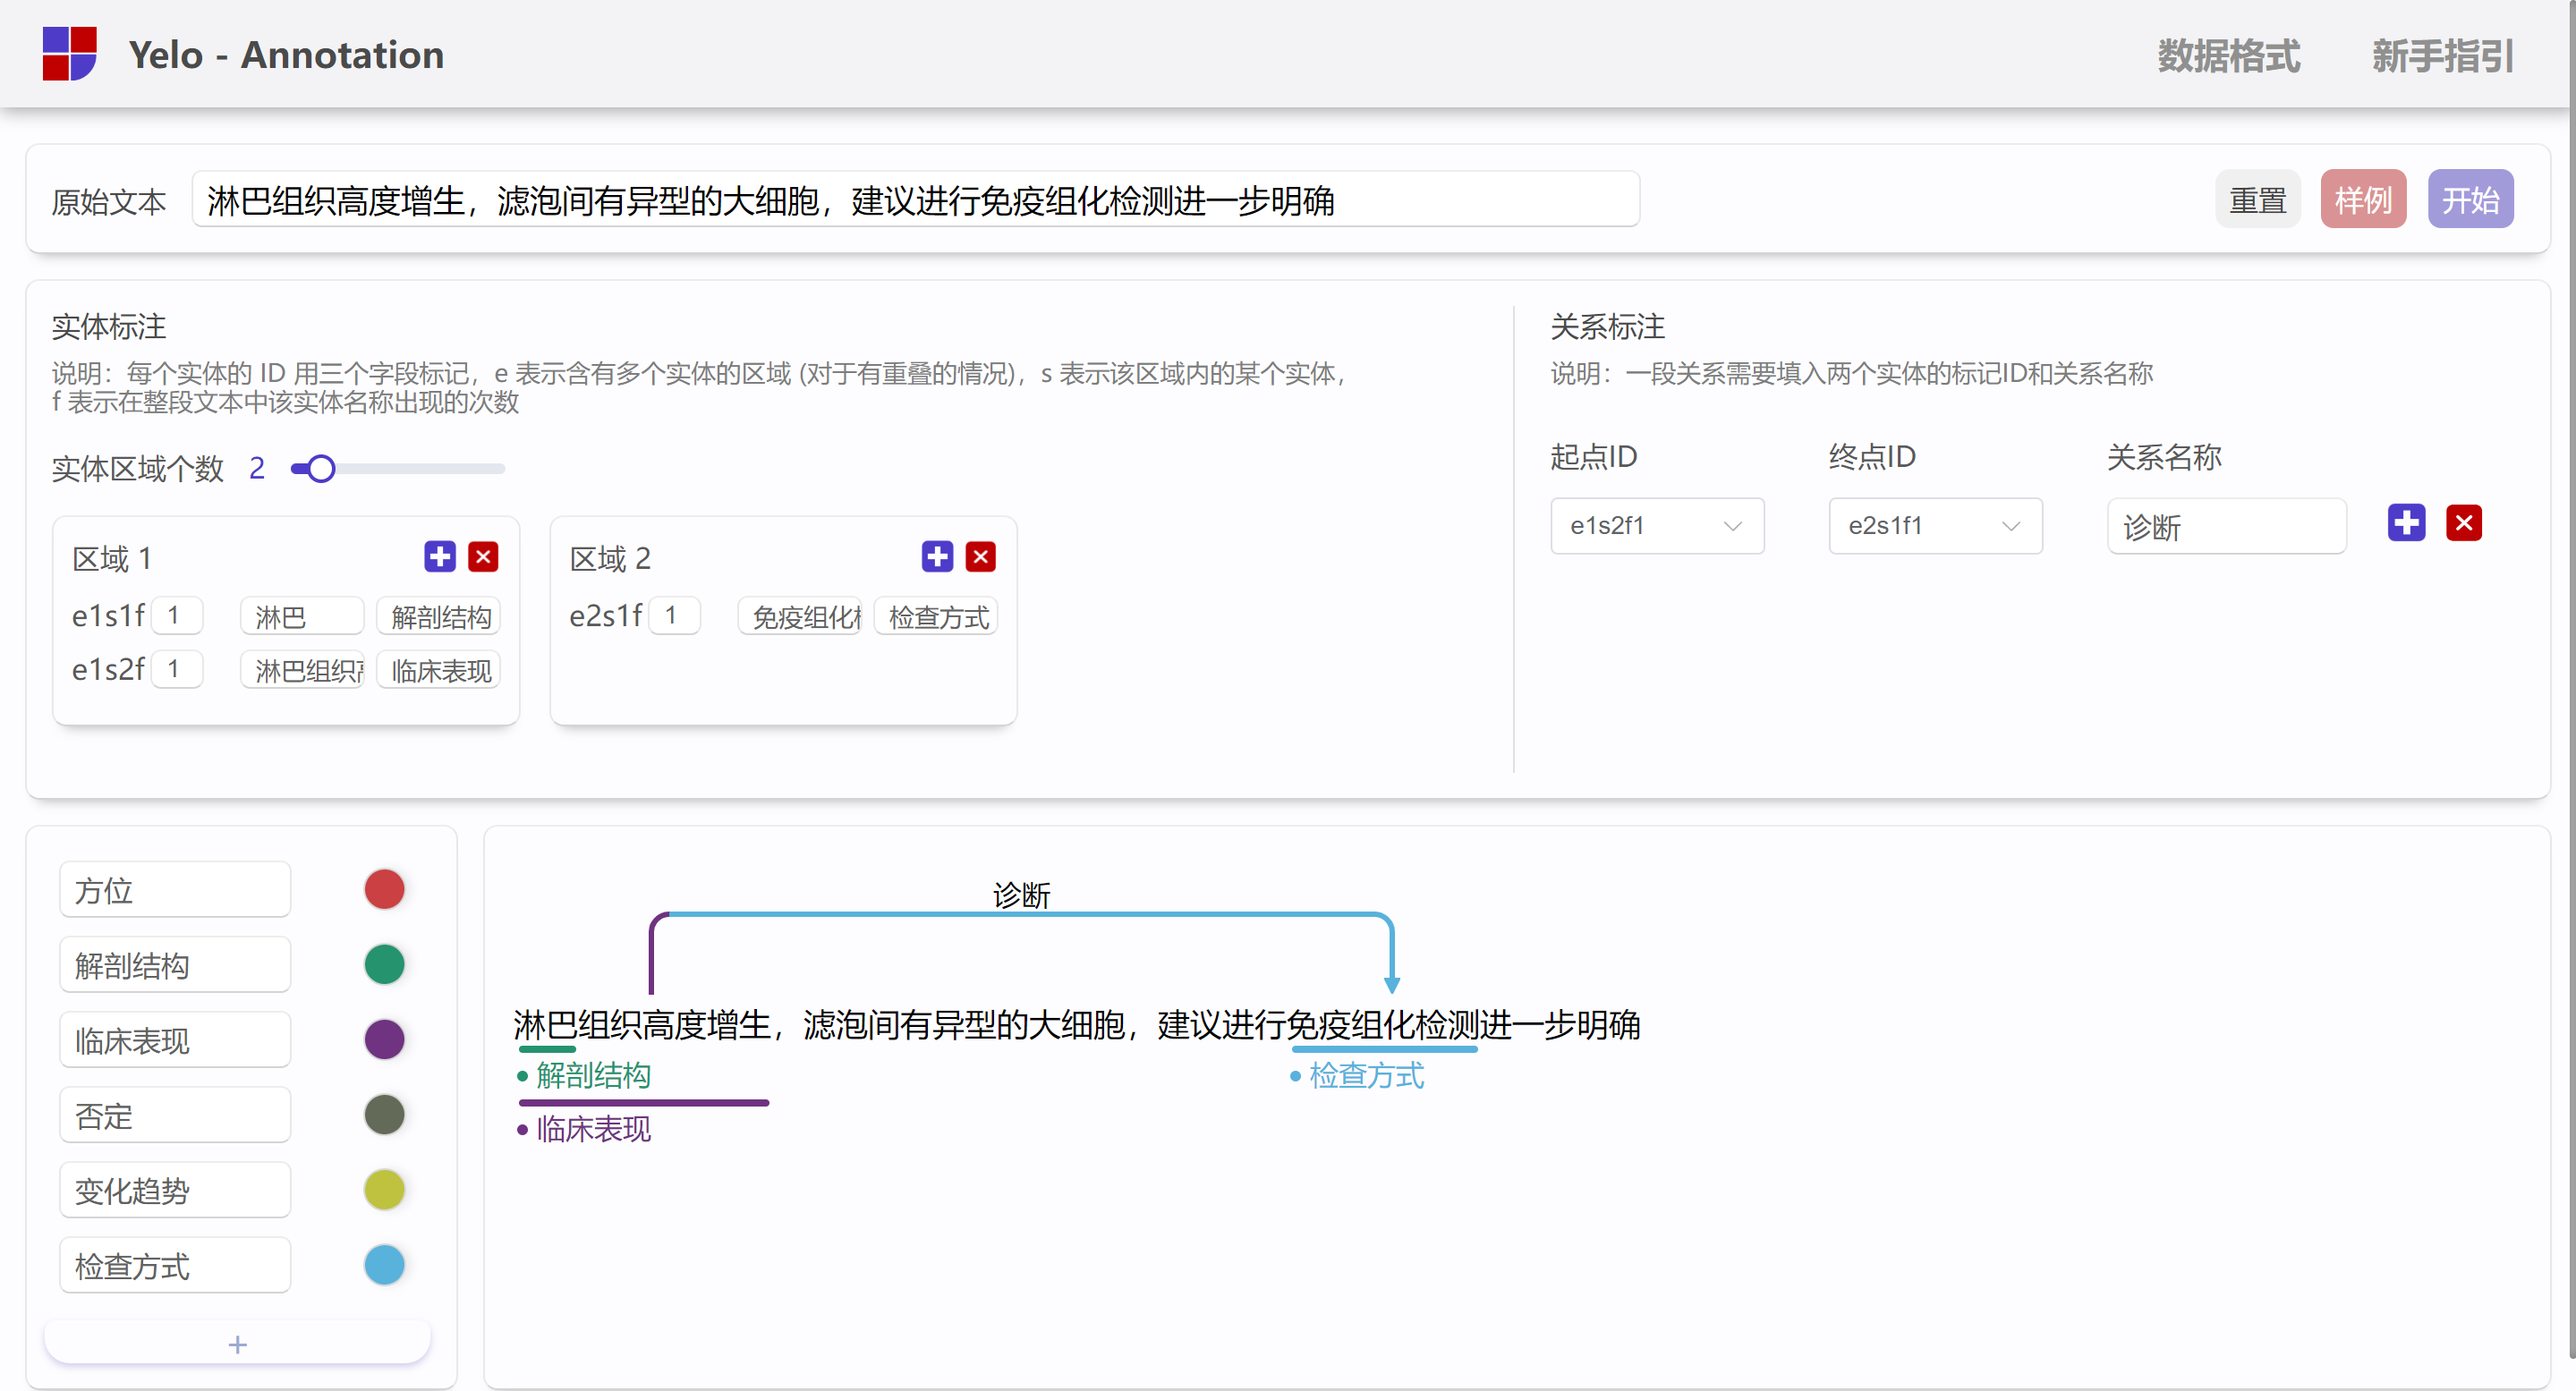 Yelo - Annotation
数据格式
新手指引
原始文本
淋巴组织高度增生，滤泡间有异型的大细胞，建议进行免疫组化检测进一步明确
重置
样例
开始
实体标注
说明：每个实体的 ID 用三个字段标记，e 表示含有多个实体的区域 (对于有重叠的情况)，s 表示该区域内的某个实体，
f 表示在整段文本中该实体名称出现的次数
实体区域个数 2
区域 1
e1s1f 1 淋巴 解剖结构
e1s2f 1 淋巴组织 临床表现
区域 2
e2s1f 1 免疫组化 检查方式
关系标注
说明：一段关系需要填入两个实体的标记ID和关系名称
起点ID 终点ID 关系名称
e1s2f1 e2s1f1 诊断
方位
解剖结构
临床表现
否定
变化趋势
检查方式
+
诊断
淋巴组织高度增生，滤泡间有异型的大细胞，建议进行免疫组化检测进一步明确
• 解剖结构 • 检查方式
• 临床表现